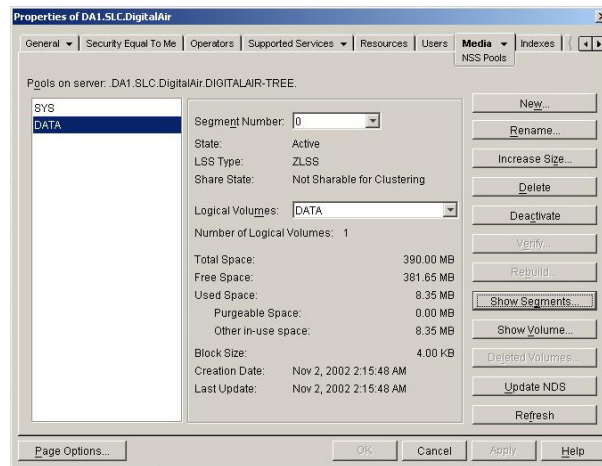 Properties of DA1.SLC.DigitalAir
General Security Equal To Me Operators Supported Services Resources Users Media Indexes
NSS Pools
Pools on server: .DA1.SLC.DigitalAir.DIGITALAIR-TREE.
SYS
DATA
Segment Number: 0
State: Active
LSS Type: ZLSS
Share State: Not Sharable for Clustering
Logical Volumes: DATA
Number of Logical Volumes: 1
Total Space: 390.00 MB
Free Space: 381.65 MB
Used Space: 8.35 MB
Purgeable Space: 0.00 MB
Other in-use space: 8.35 MB
Block Size: 4.00 KB
Creation Date: Nov 2, 2002 2:15:48 AM
Last Update: Nov 2, 2002 2:15:48 AM
New...
Rename...
Increase Size...
Delete
Deactivate
Verify...
Rebuild...
Show Segments...
Show Volume...
Deleted Volumes...
Update NDS
Refresh
Page Options...
OK
Cancel
Apply
Help